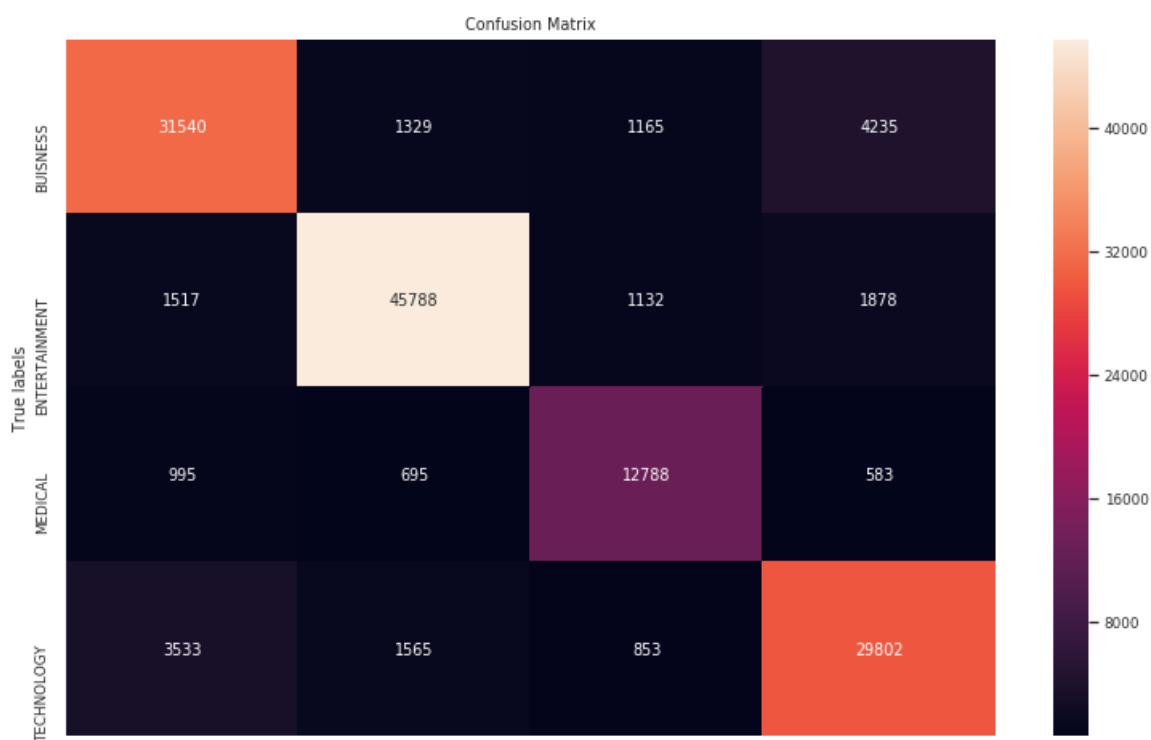 Confusion Matrix
True labels
BUISNESS
31540 1329 1165 4235
ENTERTAINMENT
1517 45788 1132 1878
MEDICAL
995 695 12788 583
TECHNOLOGY
3533 1565 853 29802
40000
32000
24000
16000
8000